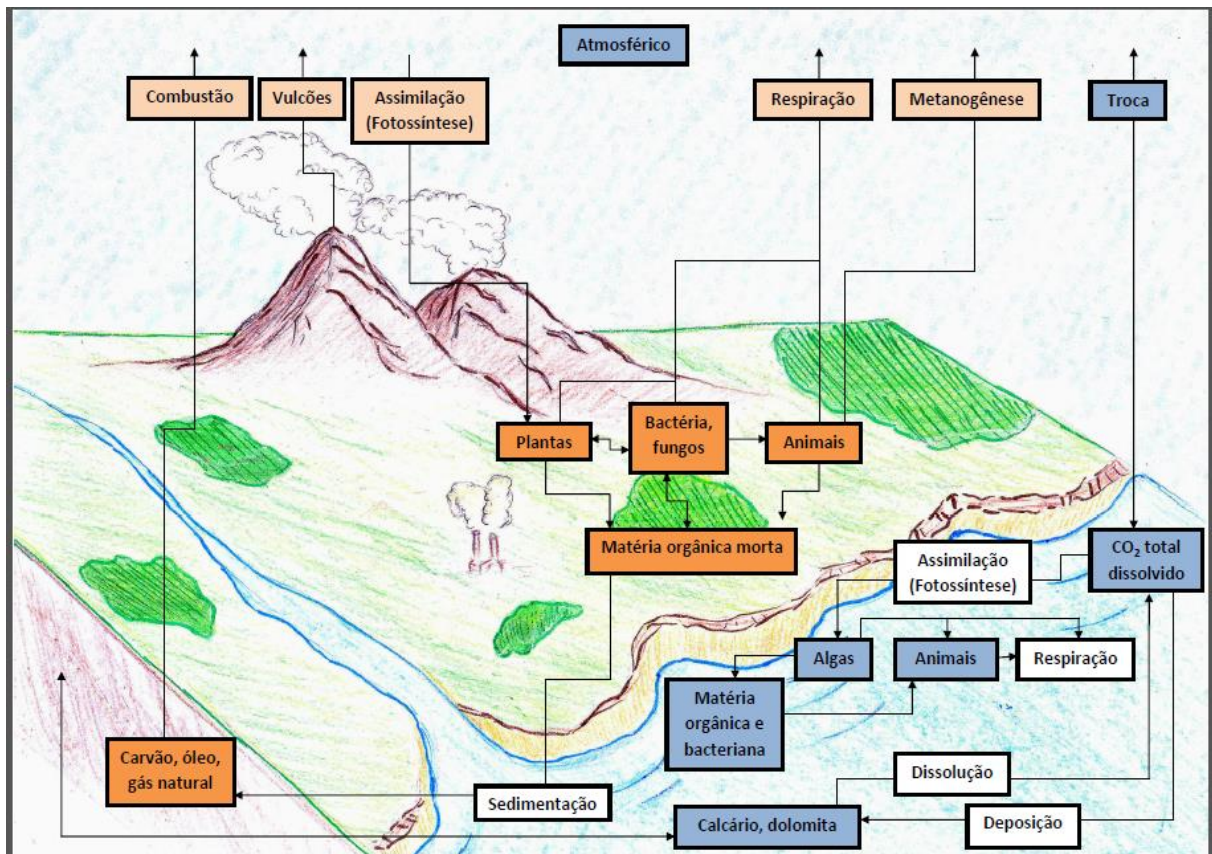 Atmosférico
Combustão
Vulcões
Assimilação
(Fotossíntese)
Respiração
Metanogênese
Troca
Plantas
Bactéria,
fungos
Animais
Matéria orgânica morta
CO₂ total
dissolvido
Assimilação
(Fotossíntese)
Algas
Animais
Respiração
Matéria
orgânica e
bacteriana
Carvão, óleo,
gás natural
Sedimentação
Dissolução
Calcário, dolomita
Deposição